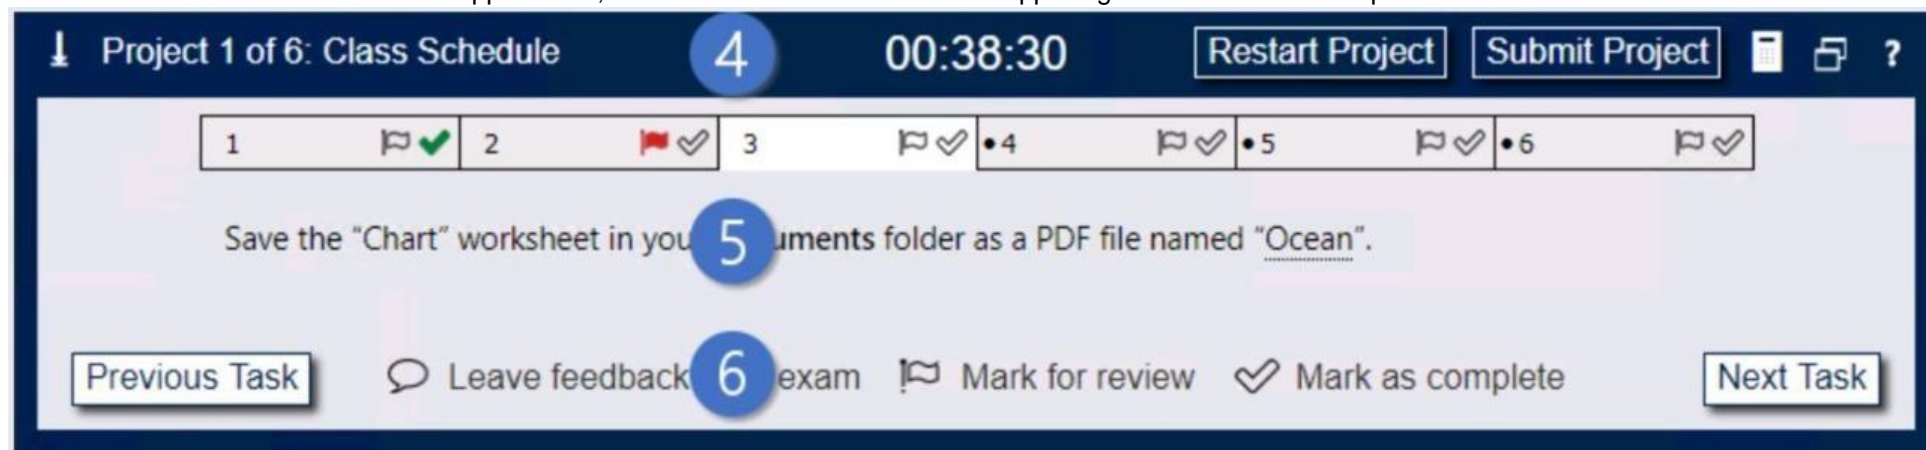 Project 1 of 6: Class Schedule 4 00:38:30 Restart Project Submit Project ?
1 2 3 •4 •5 •6
Save the “Chart” worksheet in you 5 uments folder as a PDF file named “Ocean”.
Previous Task Leave feedback 6 exam Mark for review Mark as complete Next Task